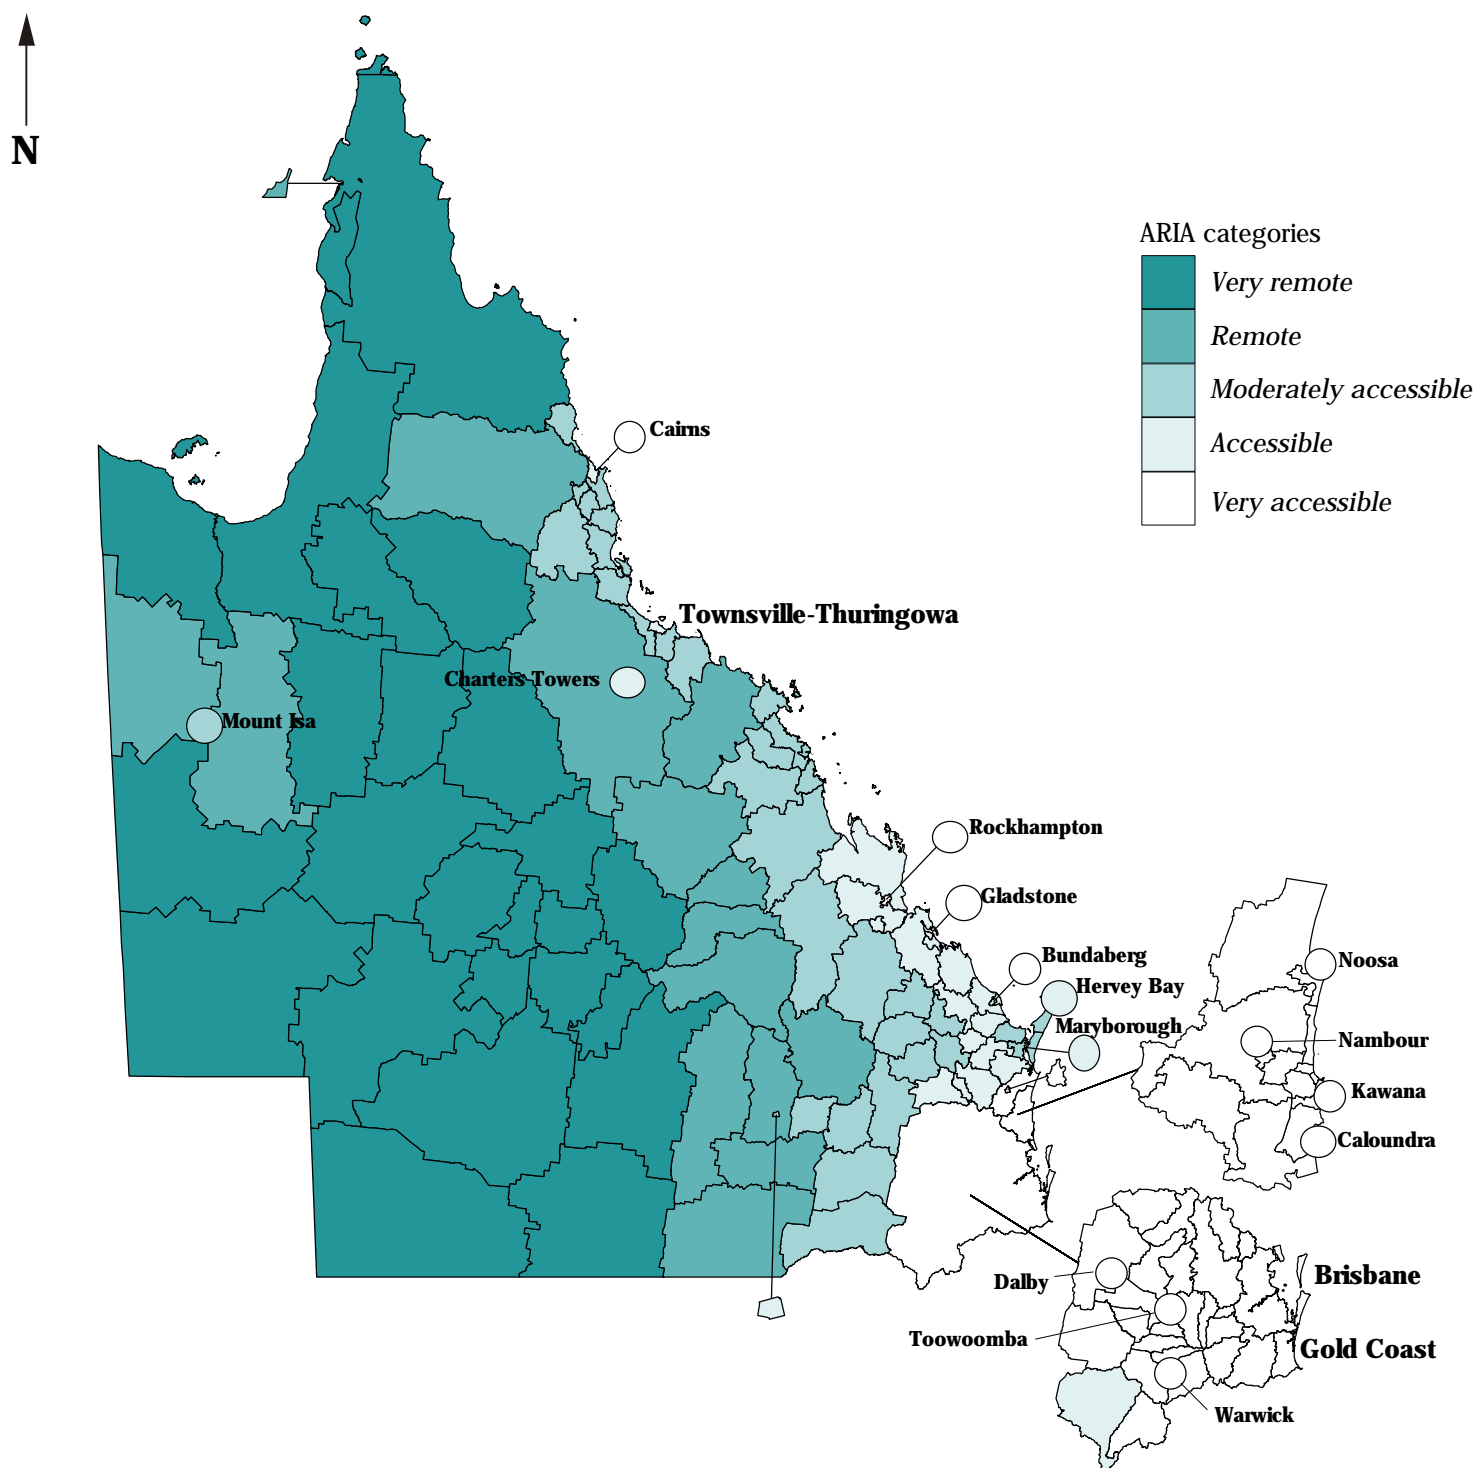 N
ARIA categories
Very remote
Remote
Moderately accessible
Accessible
Very accessible
Cairns
Townsville-Thuringowa
Charters Towers
Mount Isa
Rockhampton
Gladstone
Bundaberg
Hervey Bay
Maryborough
Noosa
Nambour
Kawana
Caloundra
Dalby
Brisbane
Toowoomba
Gold Coast
Warwick